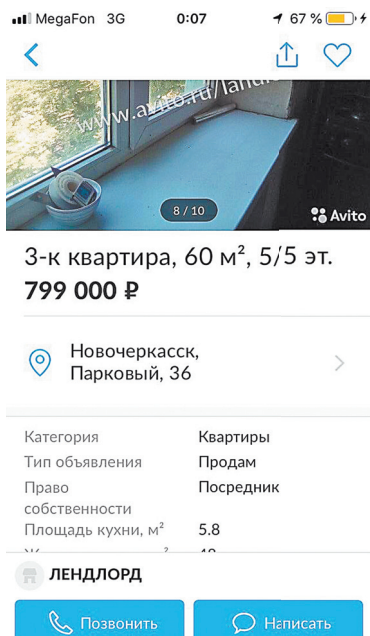 MegaFon 3G 0:07 67 %
www.avito.ru/
8 / 10
Avito
3-к квартира, 60 м², 5/5 эт.
799 000 ₽
Новочеркасск,
Парковый, 36
Категория Квартиры
Тип объявления Продам
Право Посредник
собственности
Площадь кухни, м² 5.8
ЛЕНДЛОРД
Позвонить Написать